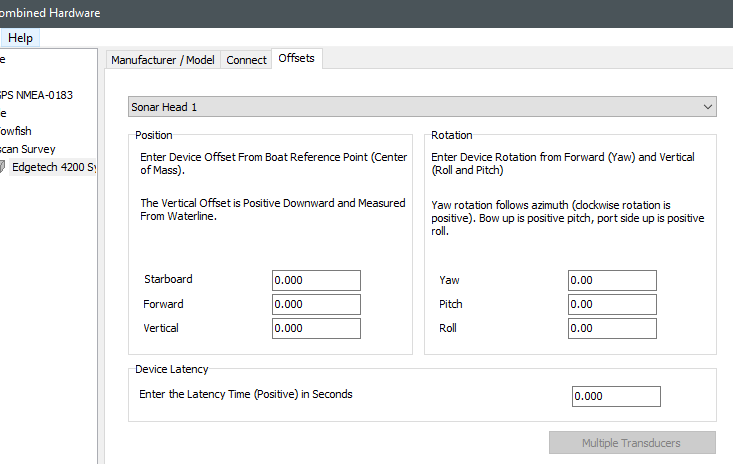 ombined Hardware
Help
e
GPS NMEA-0183
e
owfish
scan Survey
Edgetech 4200 Sy
Manufacturer / Model Connect Offsets
Sonar Head 1
Position
Enter Device Offset From Boat Reference Point (Center
of Mass).
The Vertical Offset is Positive Downward and Measured
From Waterline.
Starboard 0.000
Forward 0.000
Vertical 0.000
Rotation
Enter Device Rotation from Forward (Yaw) and Vertical
(Roll and Pitch)
Yaw rotation follows azimuth (clockwise rotation is
positive). Bow up is positive pitch, port side up is positive
roll.
Yaw 0.00
Pitch 0.00
Roll 0.00
Device Latency
Enter the Latency Time (Positive) in Seconds 0.000
Multiple Transducers